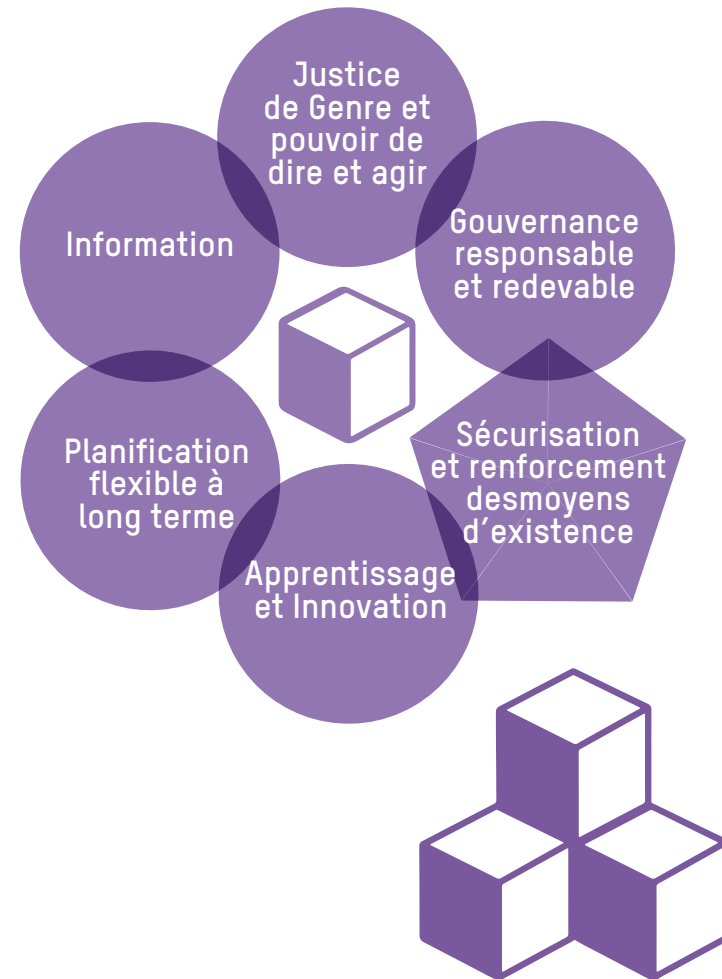 Justice
de Genre et
pouvoir de
dire et agir
Information
Gouvernance
responsable
et redevable
Planification
flexible à
long terme
Sécurisation
et renforcement
desmoyens
d’existence
Apprentissage
et Innovation